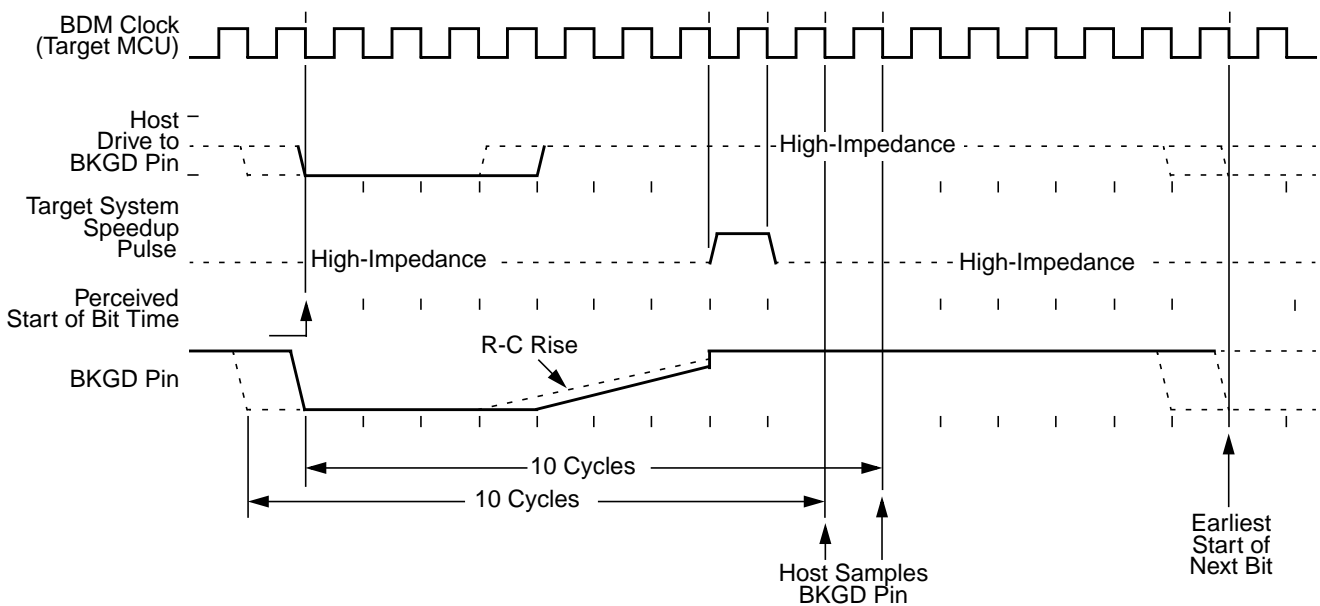 BDM Clock
(Target MCU)
Host
Drive to
BKGD Pin
High-Impedance
Target System
Speedup
Pulse
High-Impedance
High-Impedance
Perceived
Start of Bit Time
R-C Rise
BKGD Pin
10 Cycles
10 Cycles
Host Samples
BKGD Pin
Earliest
Start of
Next Bit